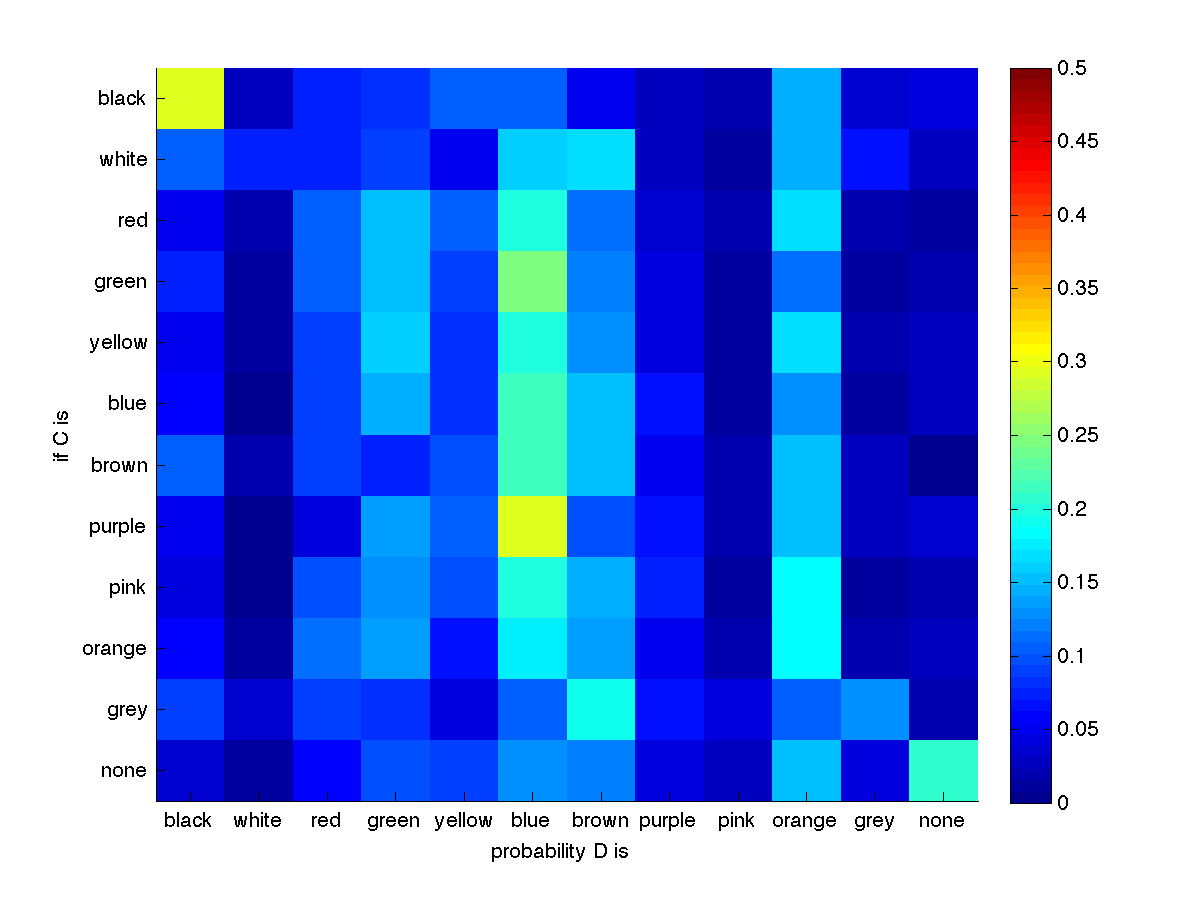 if C is
black
white
red
green
yellow
blue
brown
purple
pink
orange
grey
none
black white red green yellow blue brown purple pink orange grey none
probability D is
0.5
0.45
0.4
0.35
0.3
0.25
0.2
0.15
0.1
0.05
0